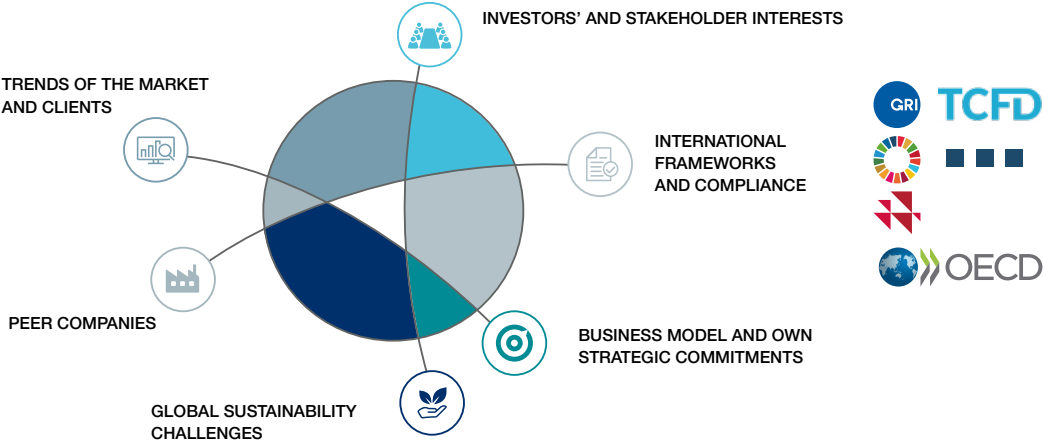 INVESTORS’ AND STAKEHOLDER INTERESTS
TRENDS OF THE MARKET
AND CLIENTS
INTERNATIONAL
FRAMEWORKS
AND COMPLIANCE
GRI
TCFD
PEER COMPANIES
OECD
BUSINESS MODEL AND OWN
STRATEGIC COMMITMENTS
GLOBAL SUSTAINABILITY
CHALLENGES